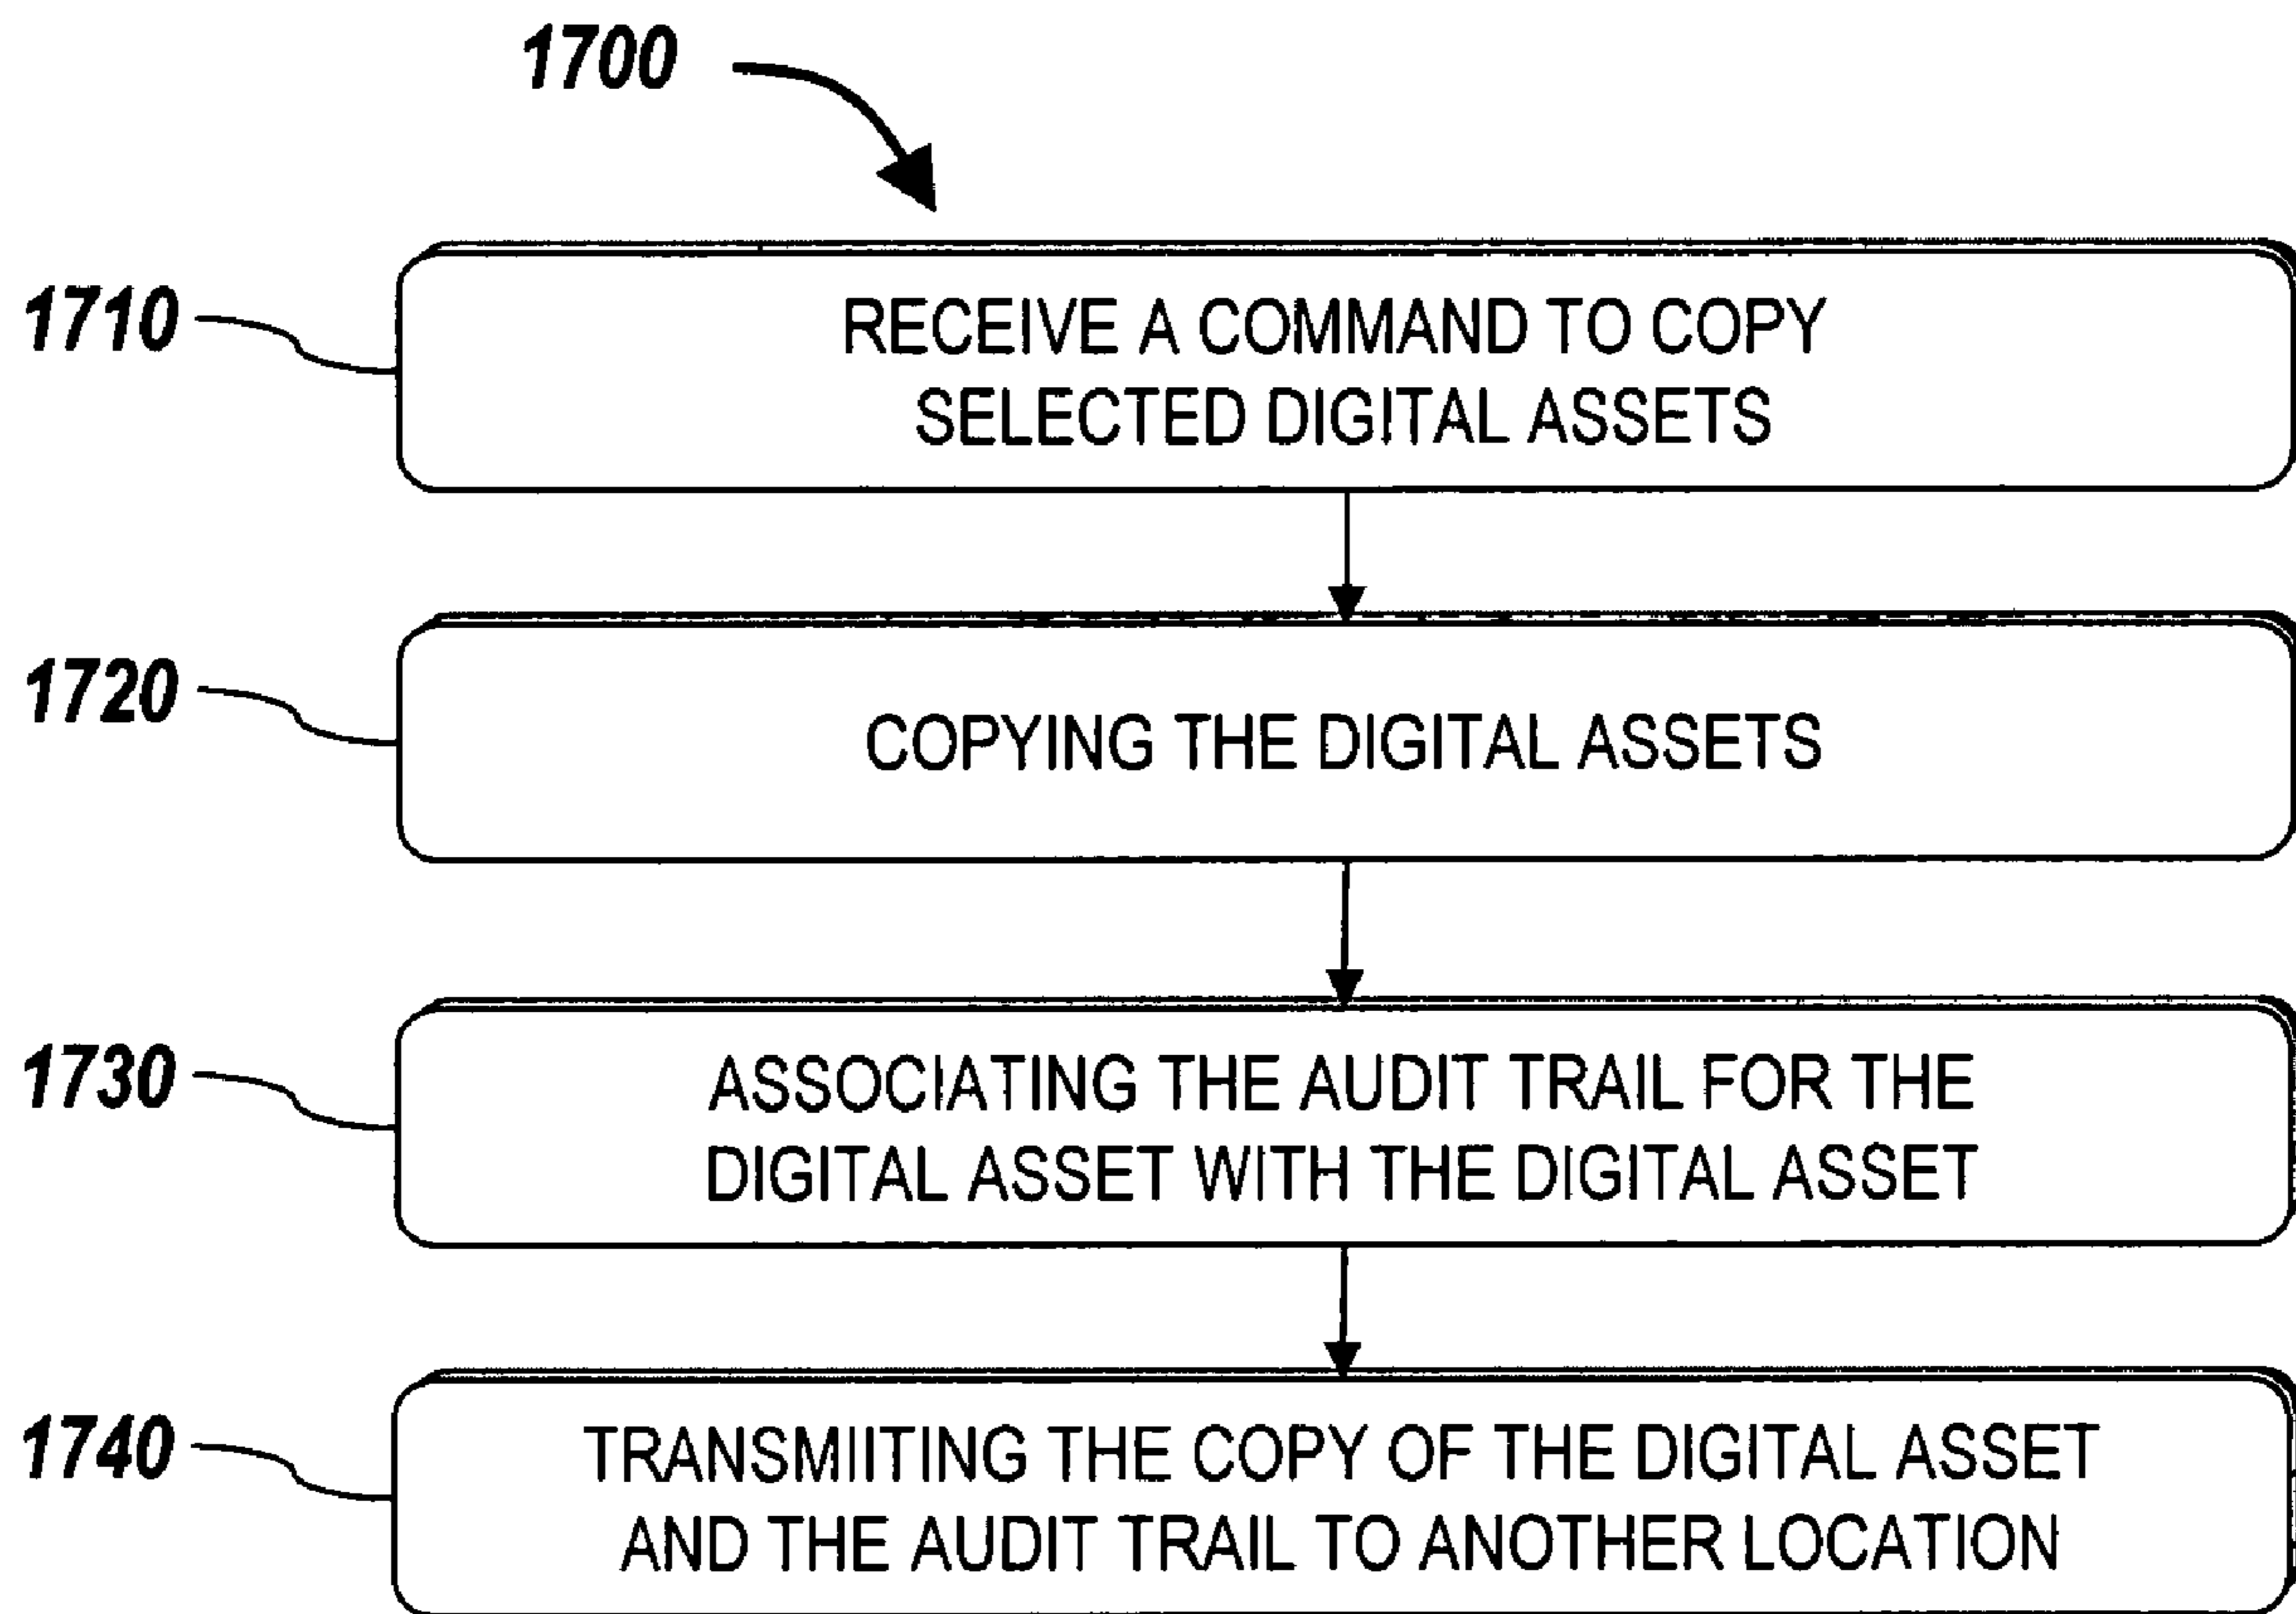 1700
1710
RECEIVE A COMMAND TO COPY
SELECTED DIGITAL ASSETS
1720
COPYING THE DIGITAL ASSETS
1730
ASSOCIATING THE AUDIT TRAIL FOR THE
DIGITAL ASSET WITH THE DIGITAL ASSET
1740
TRANSMIITING THE COPY OF THE DIGITAL ASSET
AND THE AUDIT TRAIL TO ANOTHER LOCATION